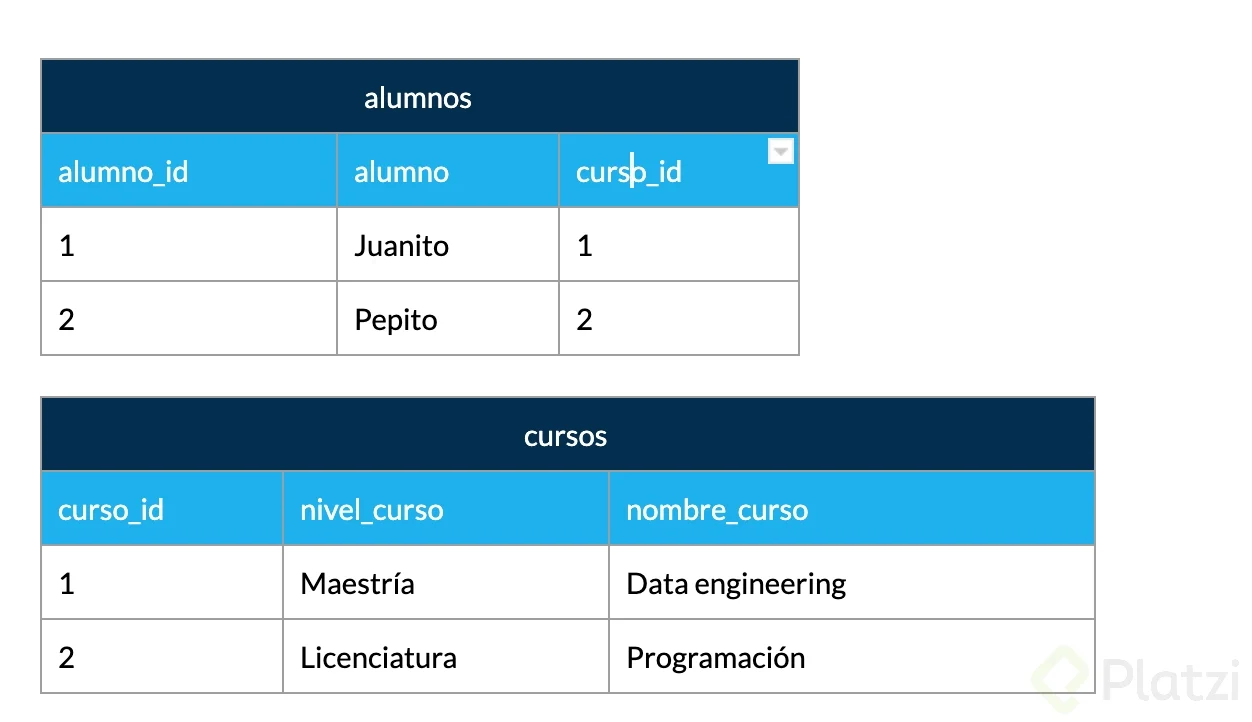 alumnos
alumno_id alumno curso_id
1 Juanito 1
2 Pepito 2
cursos
curso_id nivel_curso nombre_curso
1 Maestría Data engineering
2 Licenciatura Programación
Platzi